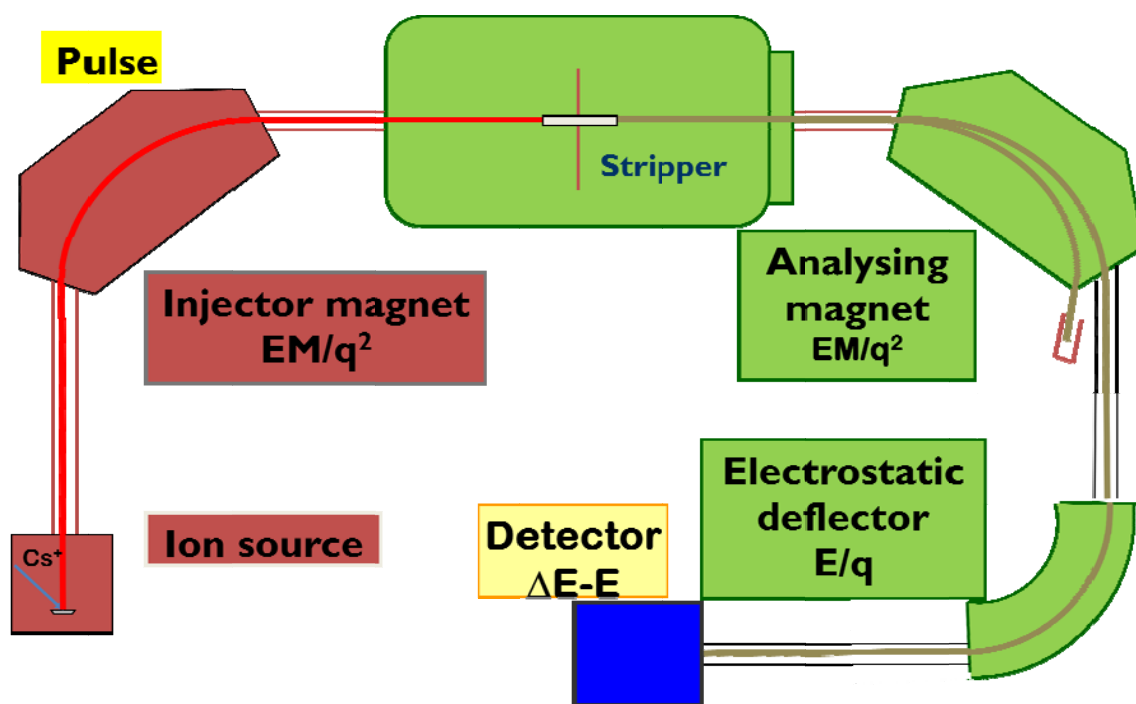 Pulse
Stripper
Injector magnet
EM/q²
Analysing
magnet
EM/q²
Cs⁺
Ion source
Detector
ΔE-E
Electrostatic
deflector
E/q